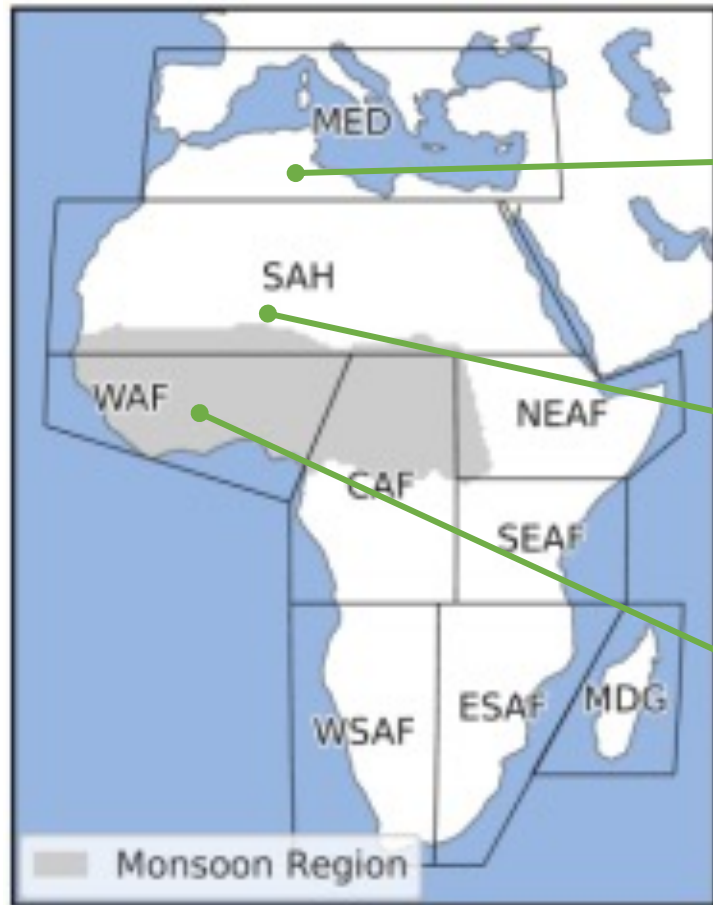 MED
SAH
WAF
NEAF
CAF
SEAF
WSAF
ESAF
MDG
Monsoon Region